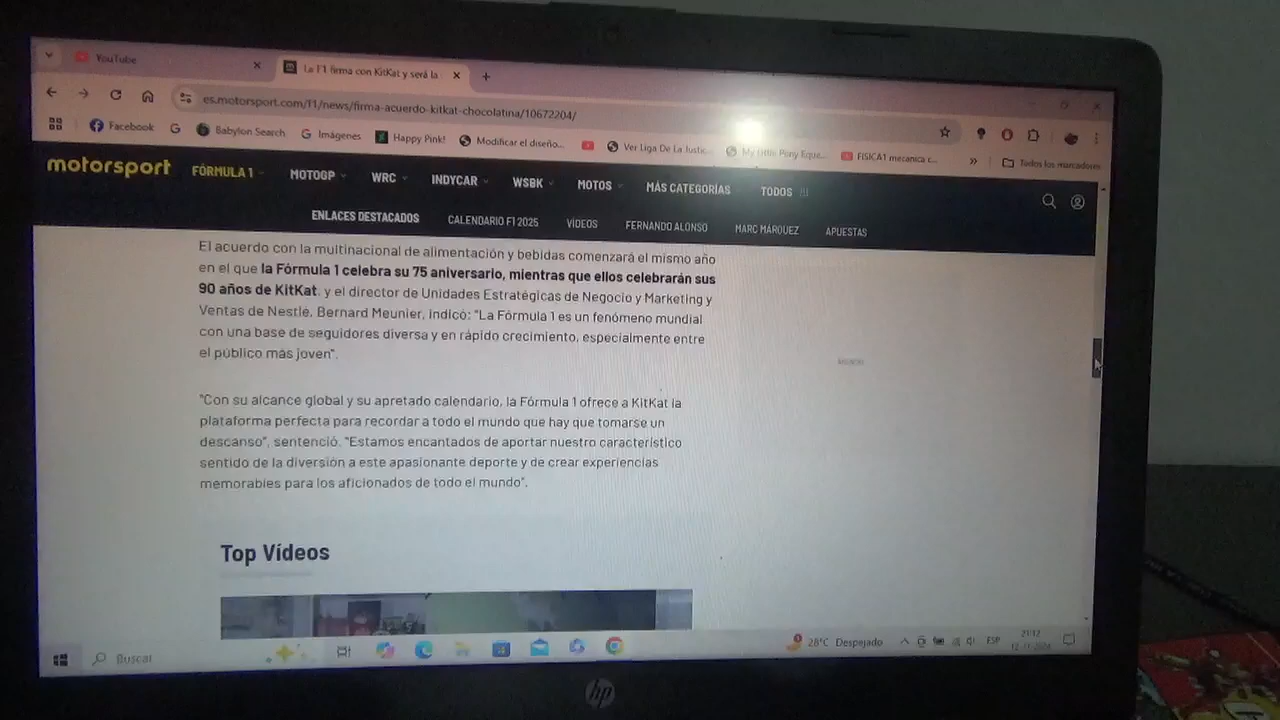 YouTube
La F1 firma con KitKat y será la
es.motorsport.com/f1/news/firma-acuerdo-kitkat-chocolatina/10672204/
Facebook
Babylon Search
Imágenes
Happy Pink!
Modificar el diseño...
Ver Liga De La Justic...
My Little Pony Eque...
FISICA1 mecanica c...
Todos los marcadores
motorsport
FÓRMULA 1
MOTOGP
WRC
INDYCAR
WSBK
MOTOS
MÁS CATEGORÍAS
TODOS
ENLACES DESTACADOS
CALENDARIO F1 2025
VÍDEOS
FERNANDO ALONSO
MARC MÁRQUEZ
APUESTAS
El acuerdo con la multinacional de alimentación y bebidas comenzará el mismo año
en el que la Fórmula 1 celebra su 75 aniversario, mientras que ellos celebrarán sus
90 años de KitKat, y el director de Unidades Estratégicas de Negocio y Marketing y
Ventas de Nestlé, Bernard Meunier, indicó: "La Fórmula 1 es un fenómeno mundial
con una base de seguidores diversa y en rápido crecimiento, especialmente entre
el público más joven".
"Con su alcance global y su apretado calendario, la Fórmula 1 ofrece a KitKat la
plataforma perfecta para recordar a todo el mundo que hay que tomarse un
descanso", sentenció. "Estamos encantados de aportar nuestro característico
sentido de la diversión a este apasionante deporte y de crear experiencias
memorables para los aficionados de todo el mundo".
Top Vídeos
Buscar
28°C Despejado
ESP
21:12
hp